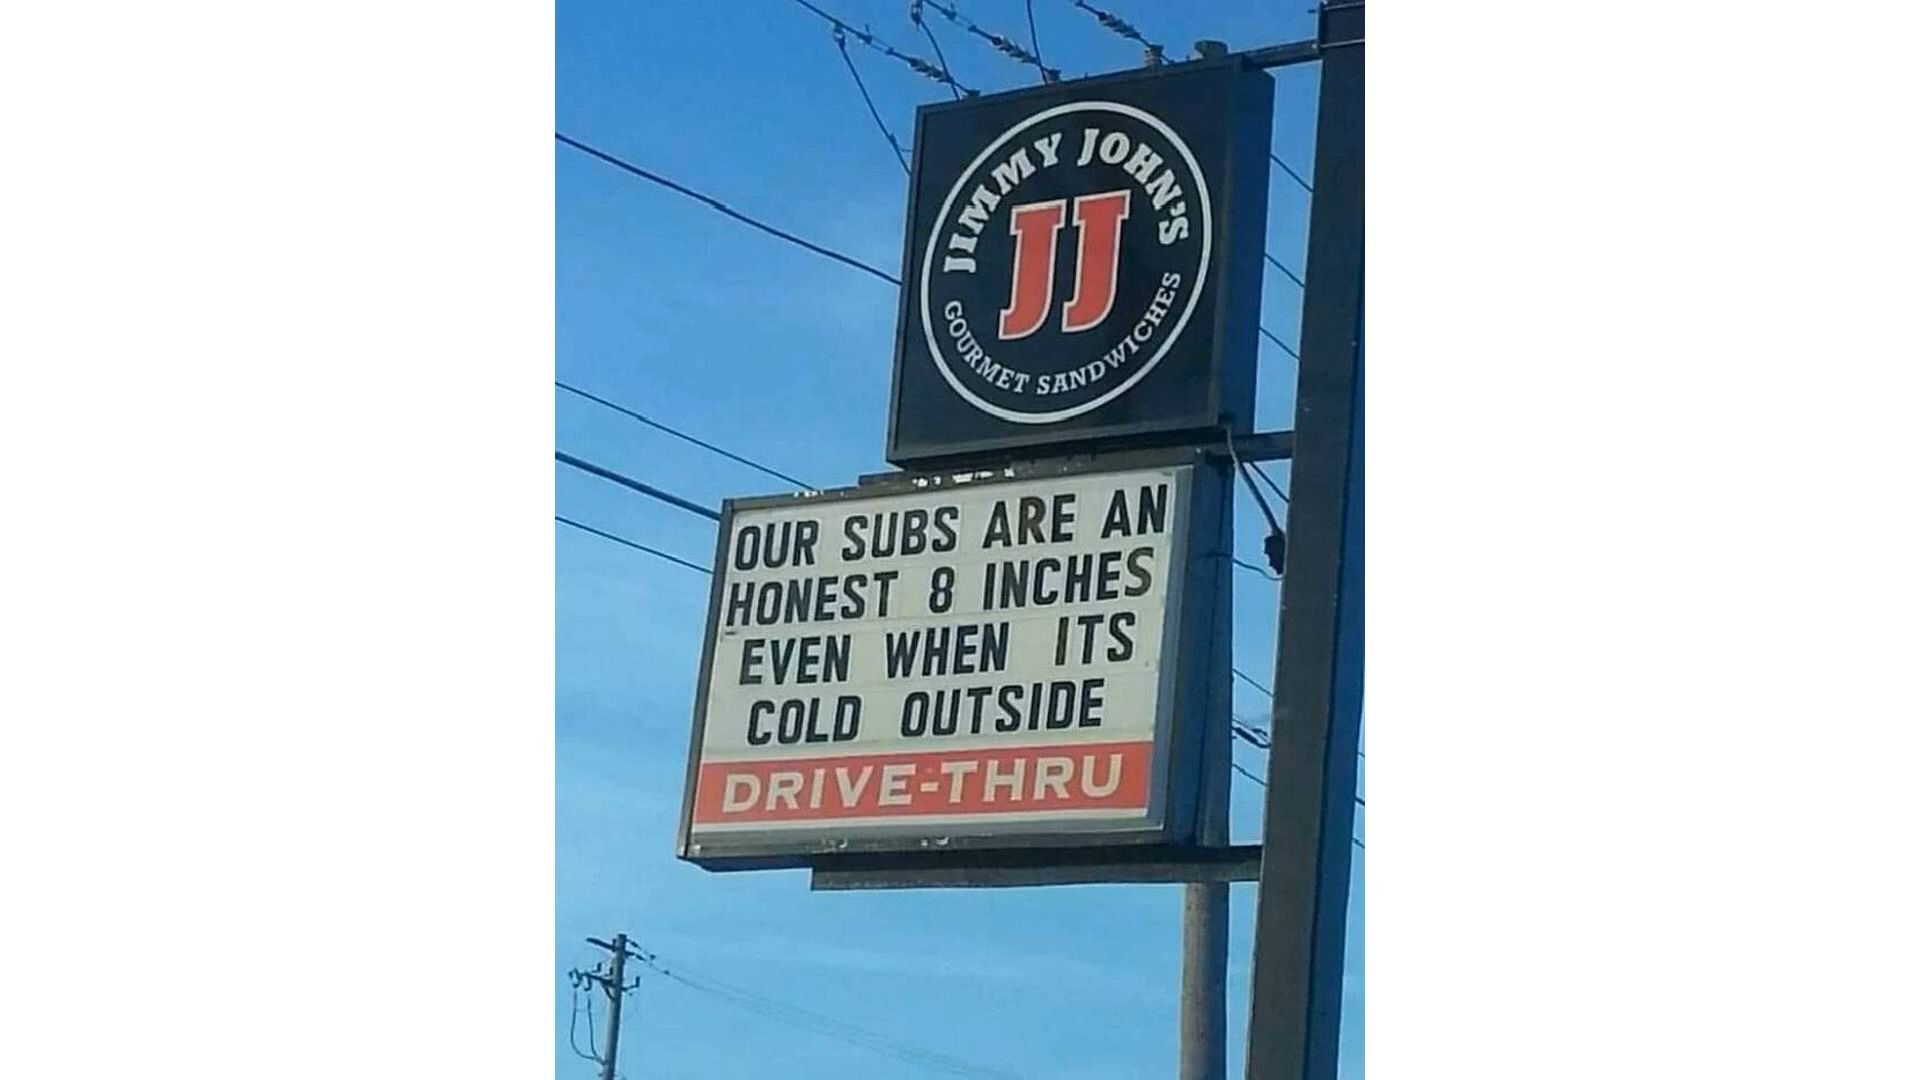 JIMMY JOHN'S
JJ
GOURMET SANDWICHES
OUR SUBS ARE AN
HONEST 8 INCHES
EVEN WHEN ITS
COLD OUTSIDE
DRIVE-THRU